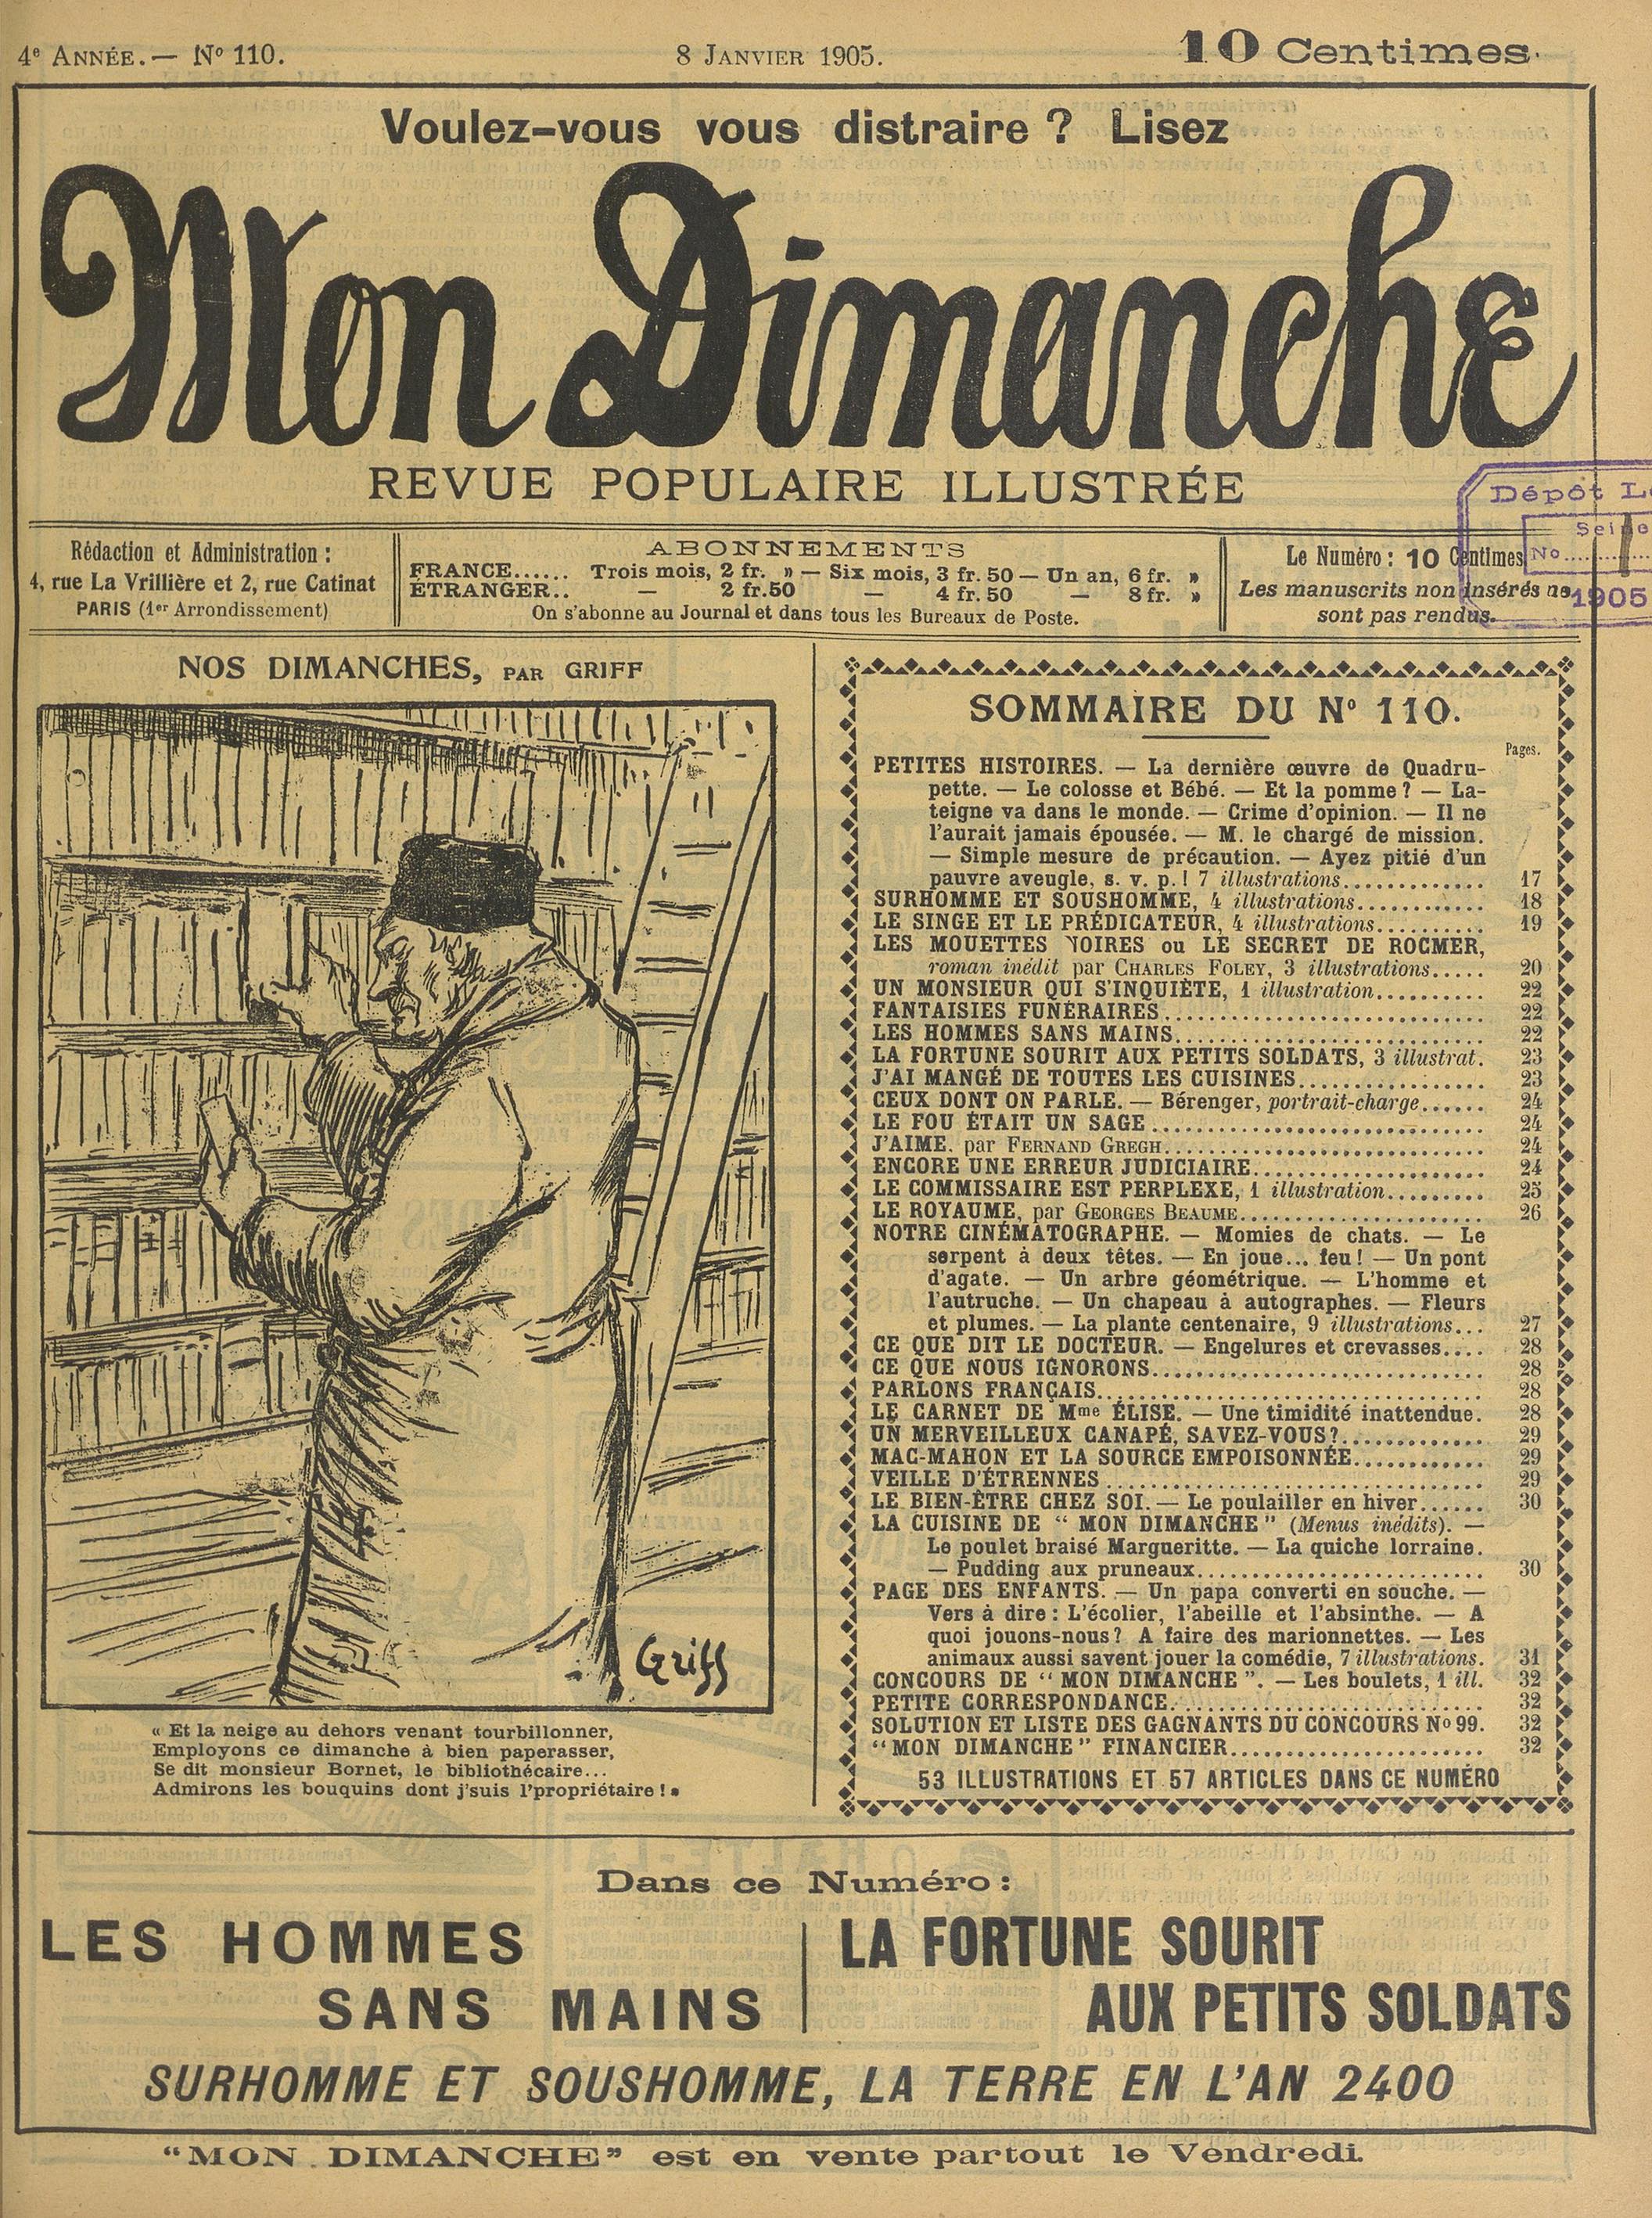 4e ANNÉE. — No 110.
8 JANVIER 1905.
10 Centimes.
Voulez-vous vous distraire ? Lisez
Mon Dimanche
REVUE POPULAIRE ILLUSTRÉE
Rédaction et Administration :
4, rue La Vrillière et 2, rue Catinat
PARIS (1er Arrondissement)
ABONNEMENTS
FRANCE...... Trois mois, 2 fr. » — Six mois, 3 fr. 50 — Un an, 6 fr. »
ETRANGER.. — 2 fr.50 — 4 fr. 50 — 8 fr. »
On s'abonne au Journal et dans tous les Bureaux de Poste.
Le Numéro : 10 Centimes
Les manuscrits non insérés ne
sont pas rendus.
Dépôt
Seine
No
1905
NOS DIMANCHES, PAR GRIFF
Griff
« Et la neige au dehors venant tourbillonner,
Employons ce dimanche à bien paperasser,
Se dit monsieur Bornet, le bibliothécaire...
Admirons les bouquins dont j'suis l'propriétaire ! »
SOMMAIRE DU No 110.
Pages.
PETITES HISTOIRES. — La dernière œuvre de Quadru-
pette. — Le colosse et Bébé. — Et la pomme ? — La-
teigne va dans le monde. — Crime d'opinion. — Il ne
l'aurait jamais épousée. — M. le chargé de mission.
— Simple mesure de précaution. — Ayez pitié d'un
pauvre aveugle, s. v. p. ! 7 illustrations............. 17
SURHOMME ET SOUSHOMME, 4 illustrations............ 18
LE SINGE ET LE PRÉDICATEUR, 4 illustrations.......... 19
LES MOUETTES NOIRES ou LE SECRET DE ROCMER,
roman inédit par CHARLES FOLEY, 3 illustrations..... 20
UN MONSIEUR QUI S'INQUIÈTE, 1 illustration.......... 22
FANTAISIES FUNÉRAIRES............................ 22
LES HOMMES SANS MAINS............................ 22
LA FORTUNE SOURIT AUX PETITS SOLDATS, 3 illustrat. 23
J'AI MANGÉ DE TOUTES LES CUISINES................. 23
CEUX DONT ON PARLE. — Bérenger, portrait-charge...... 24
LE FOU ÉTAIT UN SAGE.............................. 24
J'AIME, par FERNAND GREGH............................. 24
ENCORE UNE ERREUR JUDICIAIRE...................... 24
LE COMMISSAIRE EST PERPLEXE, 1 illustration......... 25
LE ROYAUME, par GEORGES BEAUME...................... 26
NOTRE CINÉMATOGRAPHE. — Momies de chats. — Le
serpent à deux têtes. — En joue... feu ! — Un pont
d'agate. — Un arbre géométrique. — L'homme et
l'autruche. — Un chapeau à autographes. — Fleurs
et plumes. — La plante centenaire, 9 illustrations... 27
CE QUE DIT LE DOCTEUR. — Engelures et crevasses.... 28
CE QUE NOUS IGNORONS.............................. 28
PARLONS FRANÇAIS................................... 28
LE CARNET DE Mme ÉLISE. — Une timidité inattendue. 28
UN MERVEILLEUX CANAPÉ, SAVEZ-VOUS?............. 29
MAC-MAHON ET LA SOURCE EMPOISONNÉE............ 29
VEILLE D'ÉTRENNES ................................. 29
LE BIEN-ÊTRE CHEZ SOI. — Le poulailler en hiver...... 30
LA CUISINE DE “ MON DIMANCHE ” (Menus inédits). —
Le poulet braisé Margueritte. — La quiche lorraine.
— Pudding aux pruneaux.......................... 30
PAGE DES ENFANTS. — Un papa converti en souche. —
Vers à dire : L'écolier, l'abeille et l'absinthe. — A
quoi jouons-nous ? A faire des marionnettes. — Les
animaux aussi savent jouer la comédie, 7 illustrations. 31
CONCOURS DE “ MON DIMANCHE ”. — Les boulets, 1 ill. 32
PETITE CORRESPONDANCE............................ 32
SOLUTION ET LISTE DES GAGNANTS DU CONCOURS No 99. 32
“MON DIMANCHE” FINANCIER........................ 32
53 ILLUSTRATIONS ET 57 ARTICLES DANS CE NUMÉRO
Dans ce Numéro :
LES HOMMES
SANS MAINS
LA FORTUNE SOURIT
AUX PETITS SOLDATS
SURHOMME ET SOUSHOMME, LA TERRE EN L'AN 2400
“MON DIMANCHE” est en vente partout le Vendredi.